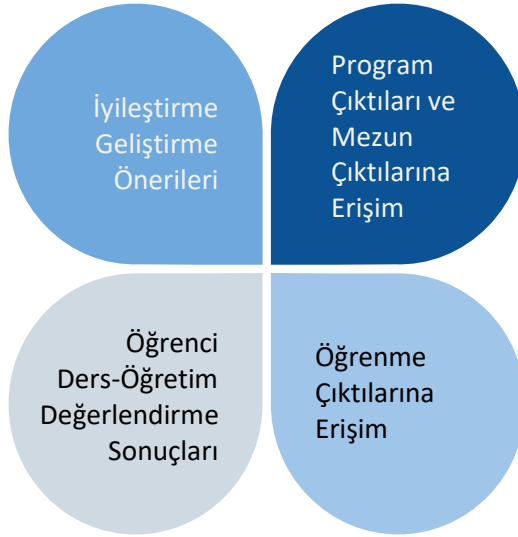 İyileştirme
Geliştirme
Önerileri
Program
Çıktıları ve
Mezun
Çıktılarına
Erişim
Öğrenci
Ders-Öğretim
Değerlendirme
Sonuçları
Öğrenme
Çıktılarına
Erişim